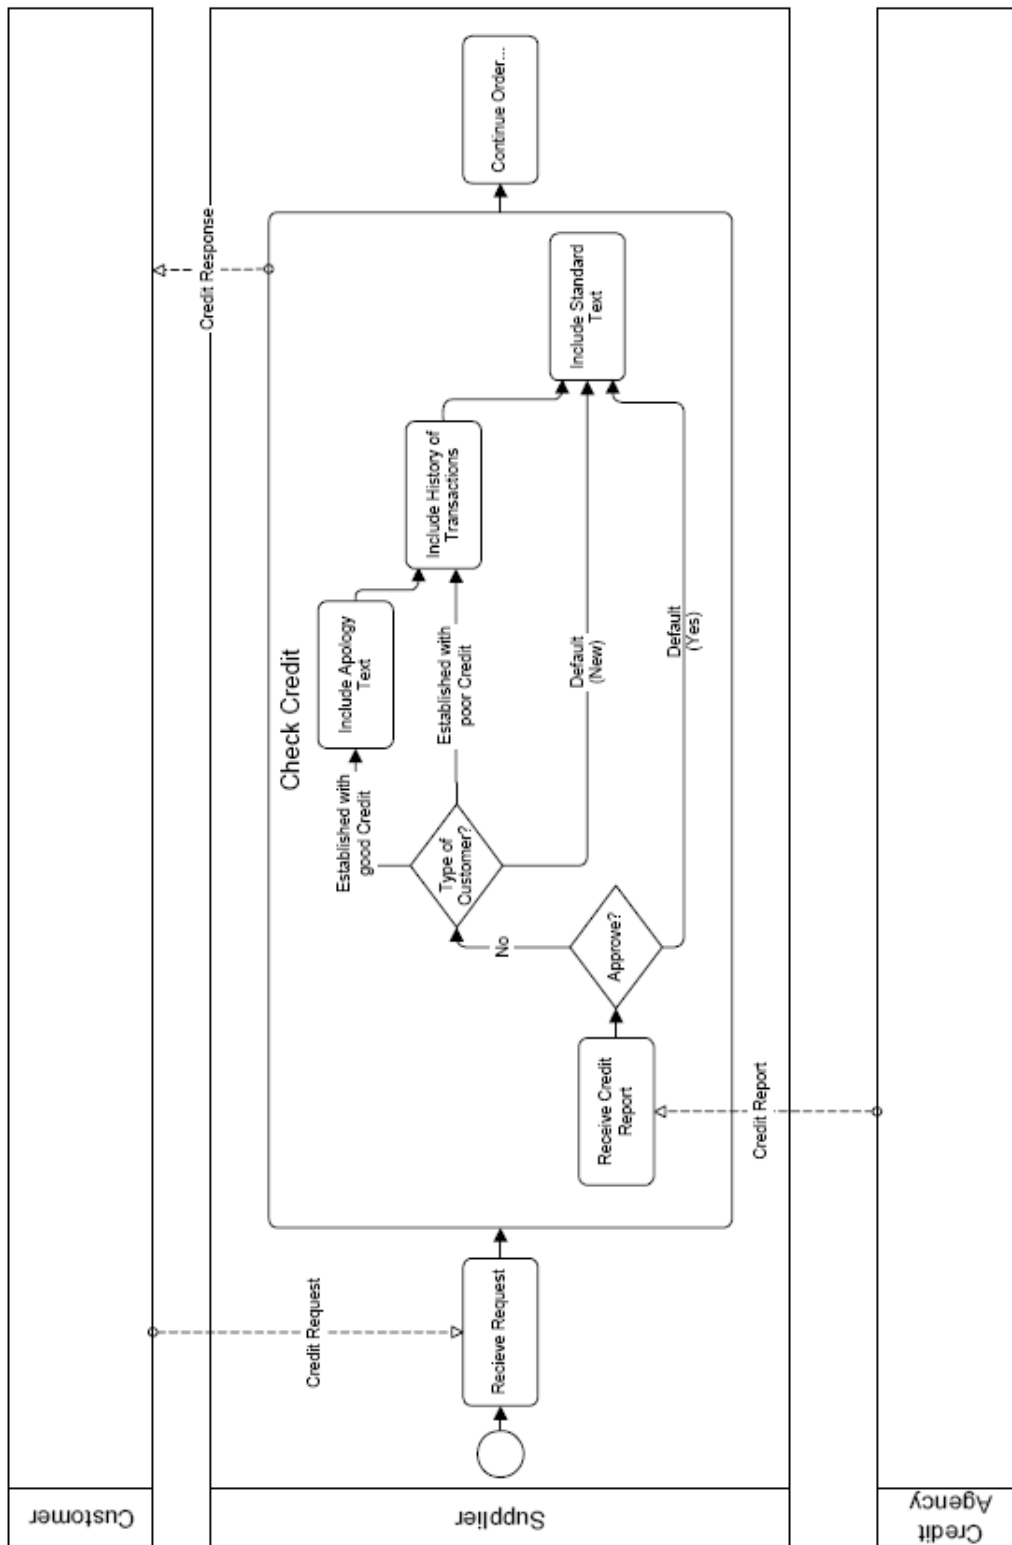 Customer
Supplier
Credit
Agency
Credit Request
Recieve Request
Check Credit
Credit Report
Receive Credit
Report
Approve?
No
Default
(Yes)
Type of
Customer?
Established with
good Credit
Established with
poor Credit
Default
(New)
Include Apology
Text
Include History of
Transactions
Include Standard
Text
Credit Response
Continue Order...